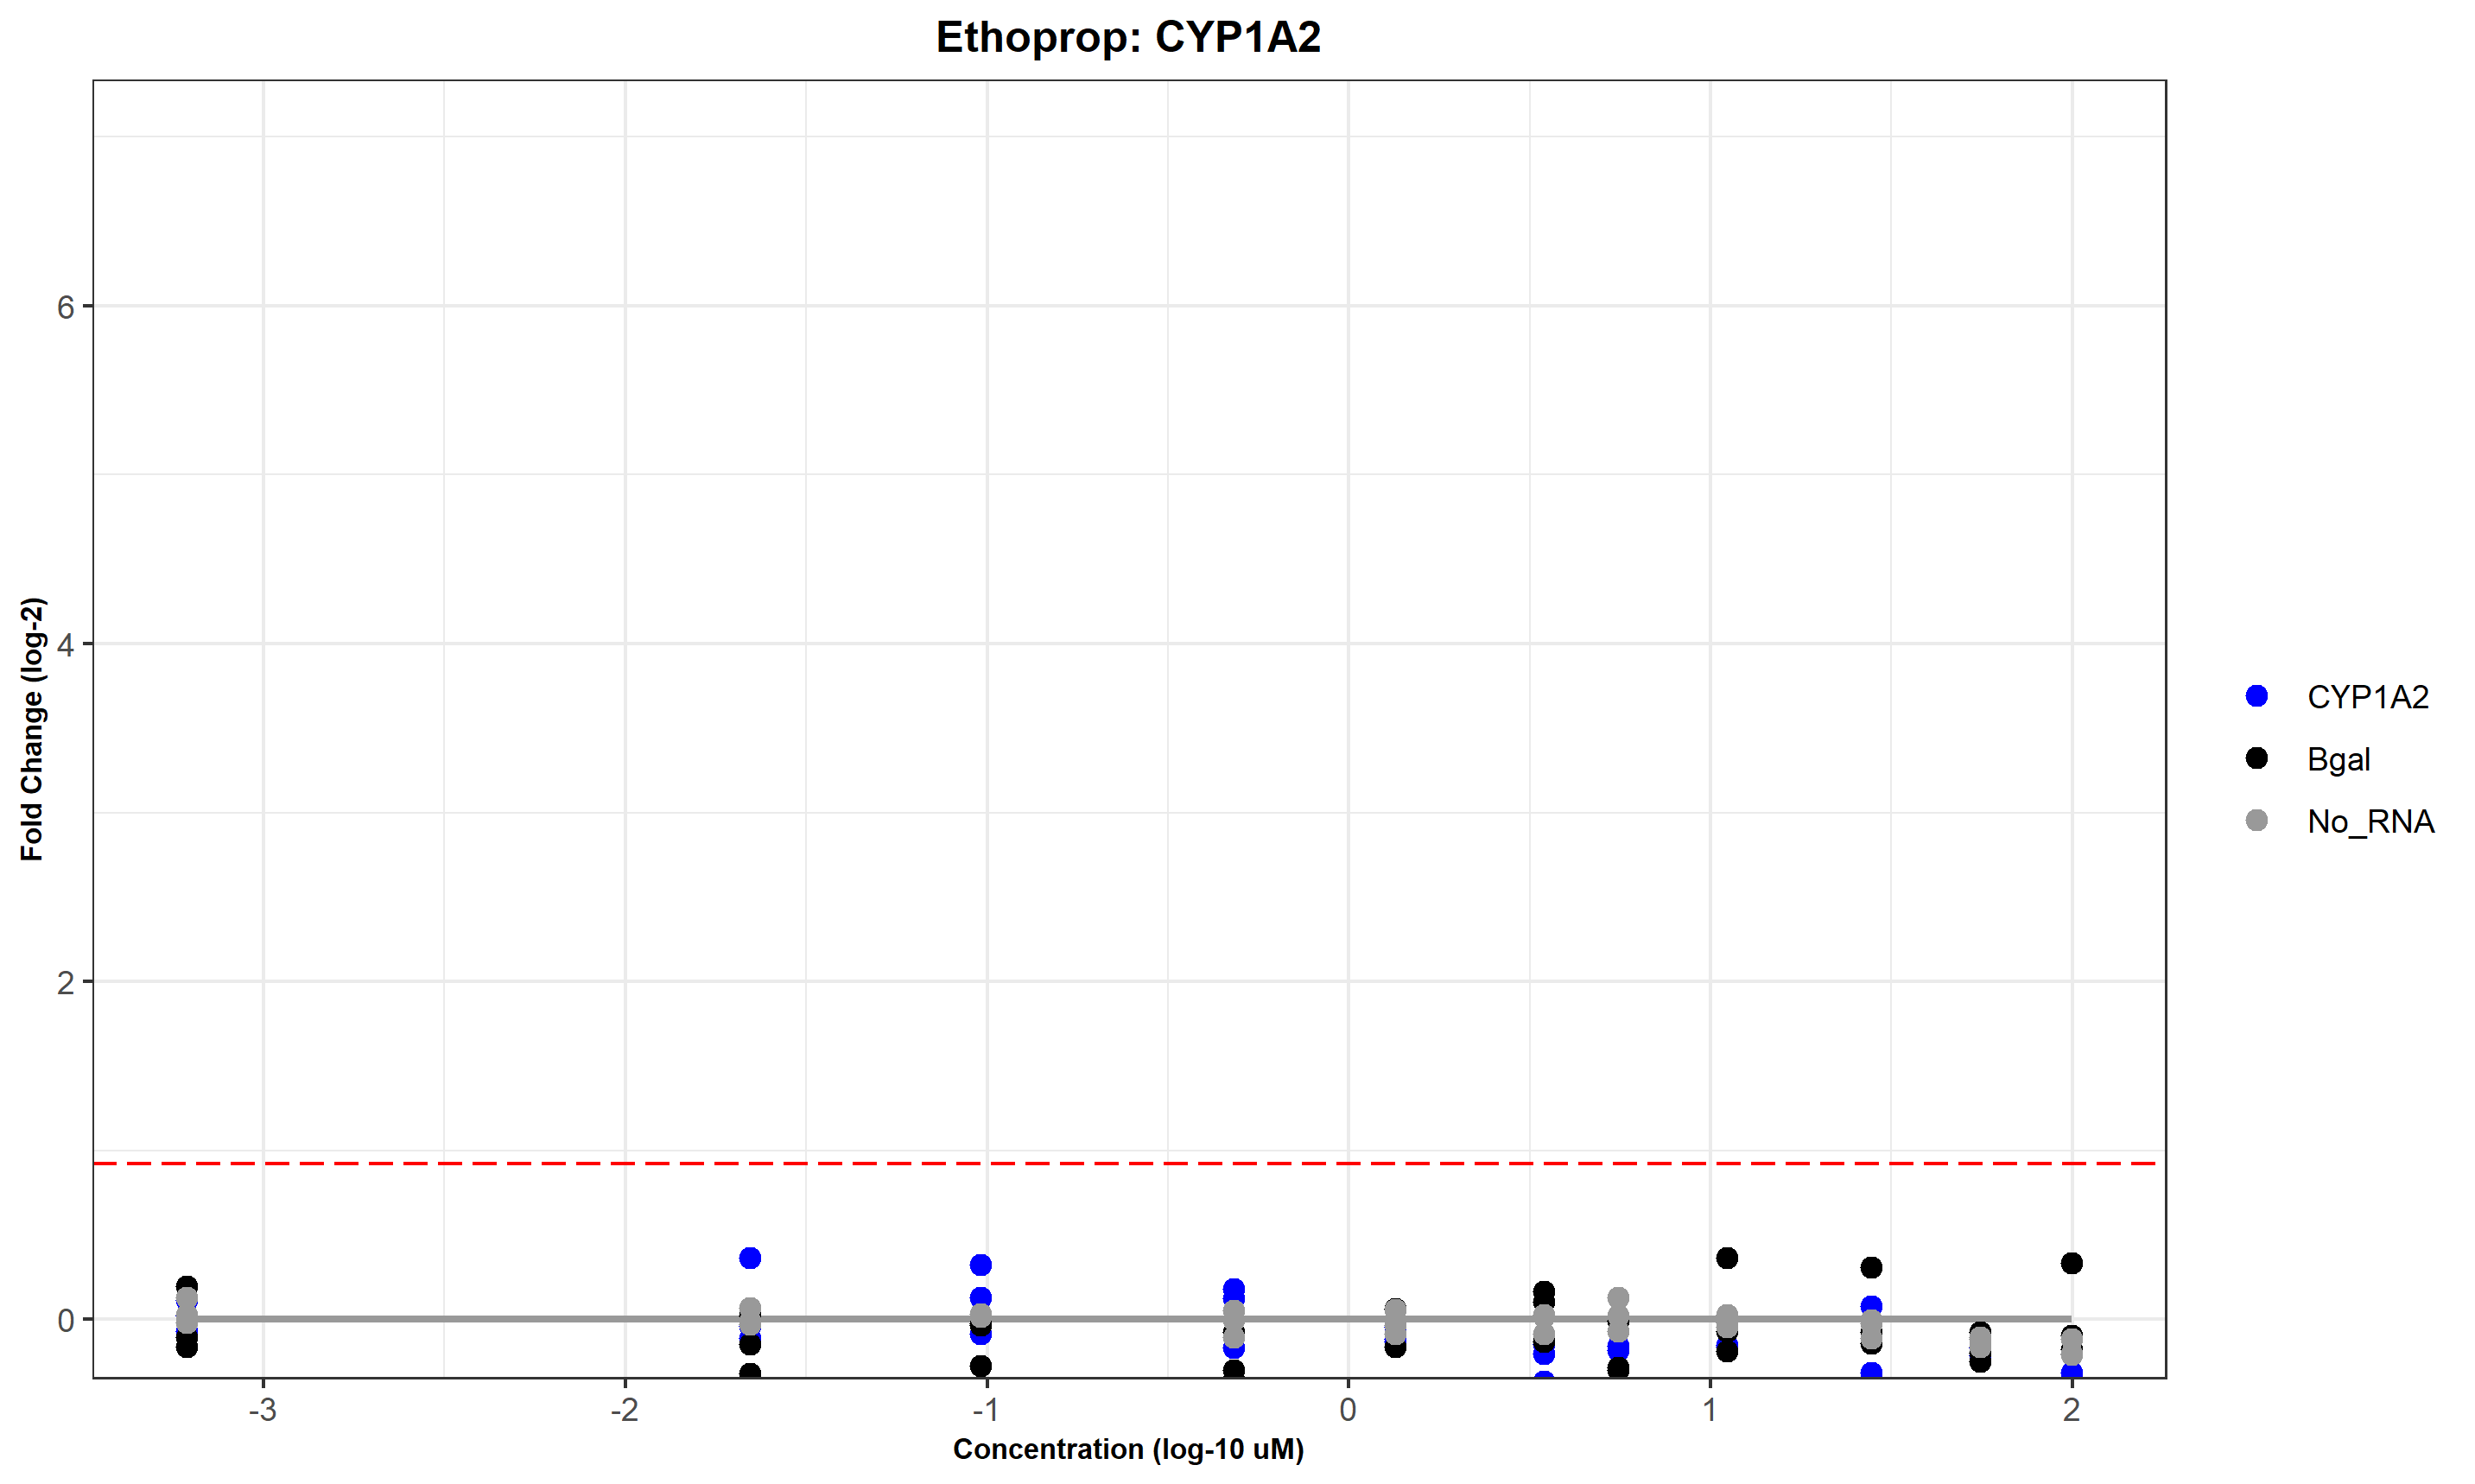 Ethoprop: CYP1A2
Fold Change (log-2)
6
4
2
0
-3
-2
-1
0
1
2
Concentration (log-10 uM)
CYP1A2
Bgal
No_RNA